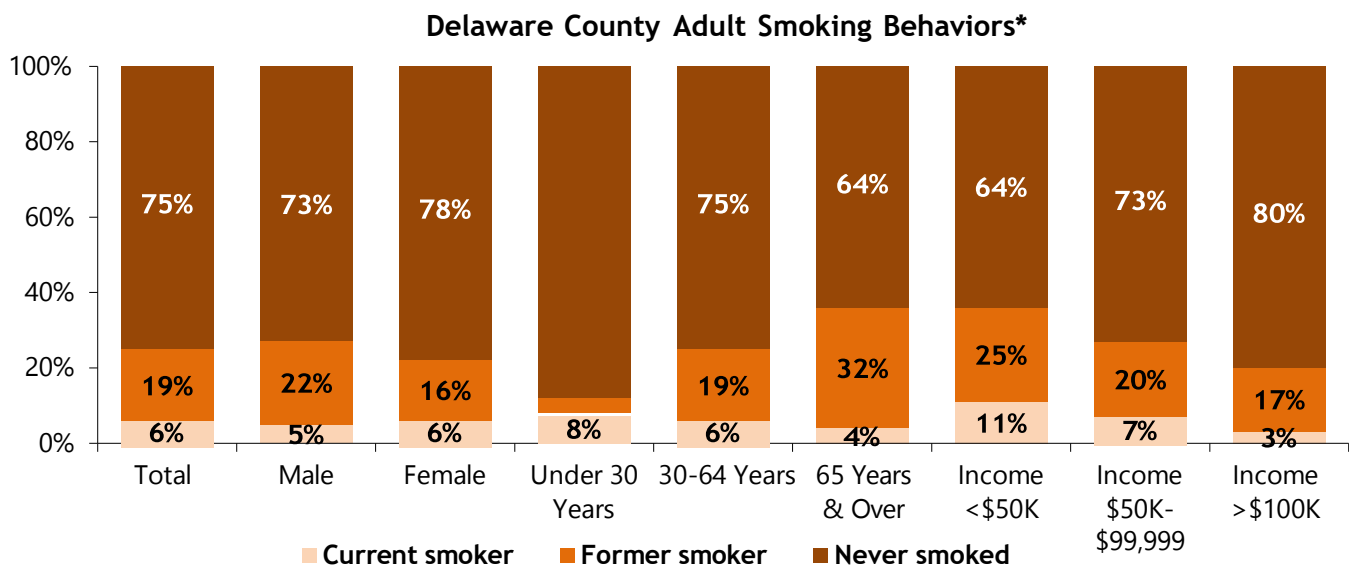 Delaware County Adult Smoking Behaviors*
100%
80%
60%
40%
20%
0%
75%
73%
78%
75%
64%
64%
73%
80%
19%
22%
16%
19%
32%
25%
20%
17%
6%
5%
6%
8%
6%
4%
11%
7%
3%
Total
Male
Female
Under 30
Years
30-64 Years
65 Years
& Over
Income
<$50K
Income
$50K-
$99,999
Income
>$100K
Current smoker
Former smoker
Never smoked